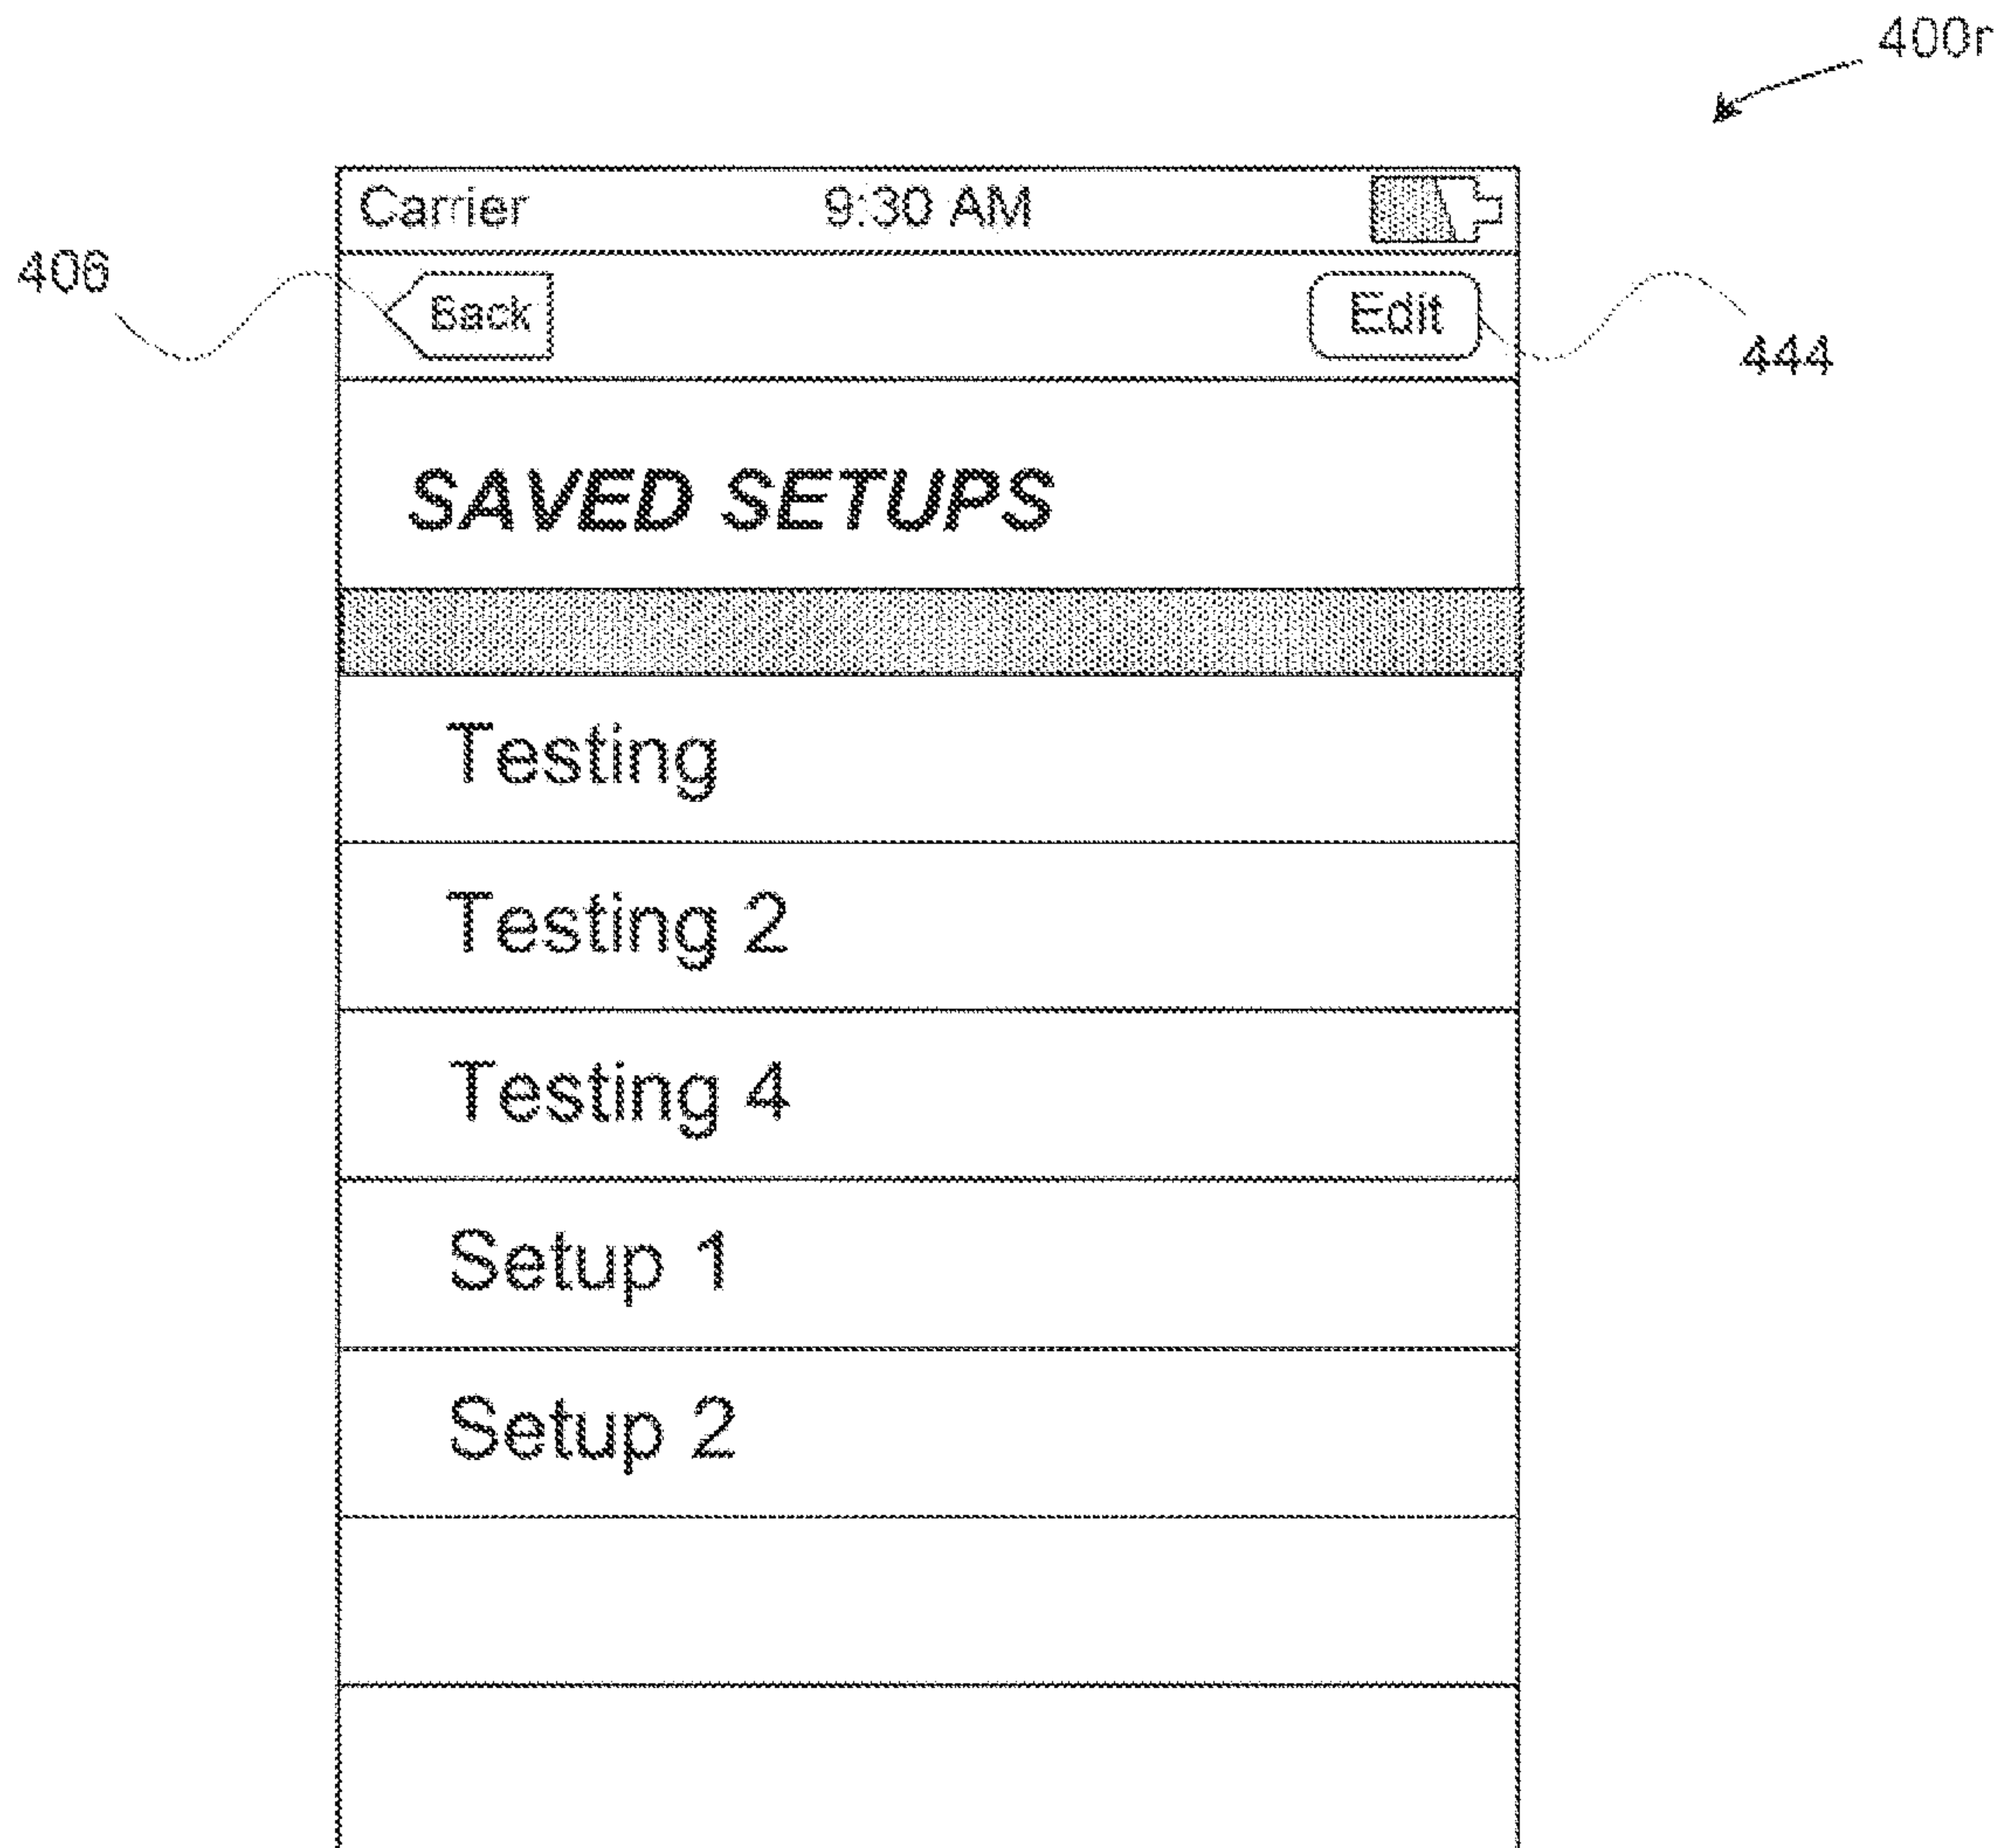 400r
Carrier 9:30 AM
406 Back Edit
444
SAVED SETUPS
Testing
Testing 2
Testing 4
Setup 1
Setup 2